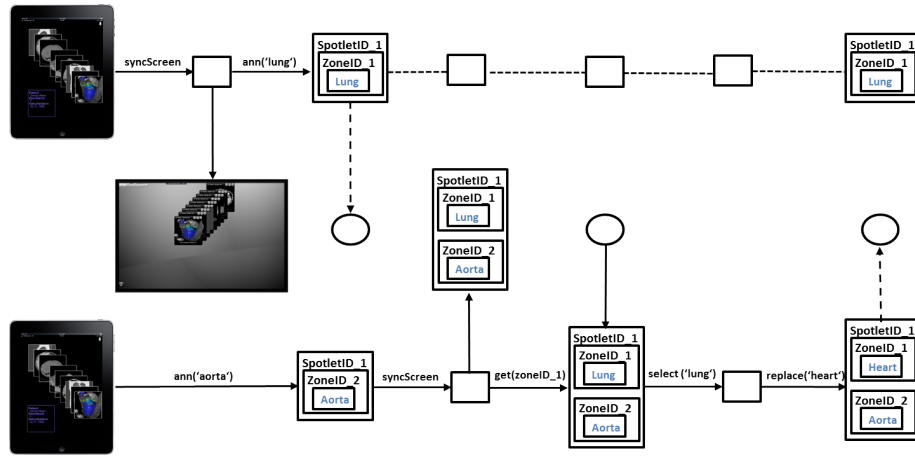 syncScreen
ann('lung')
SpotletID_1
ZoneID_1
Lung
SpotletID_1
ZoneID_1
Lung
SpotletID_1
ZoneID_1
Lung
ZoneID_2
Aorta
ann('aorta')
SpotletID_1
ZoneID_2
Aorta
syncScreen
get(zoneID_1)
SpotletID_1
ZoneID_1
Lung
ZoneID_2
Aorta
select ('lung')
replace('heart')
SpotletID_1
ZoneID_1
Heart
ZoneID_2
Aorta